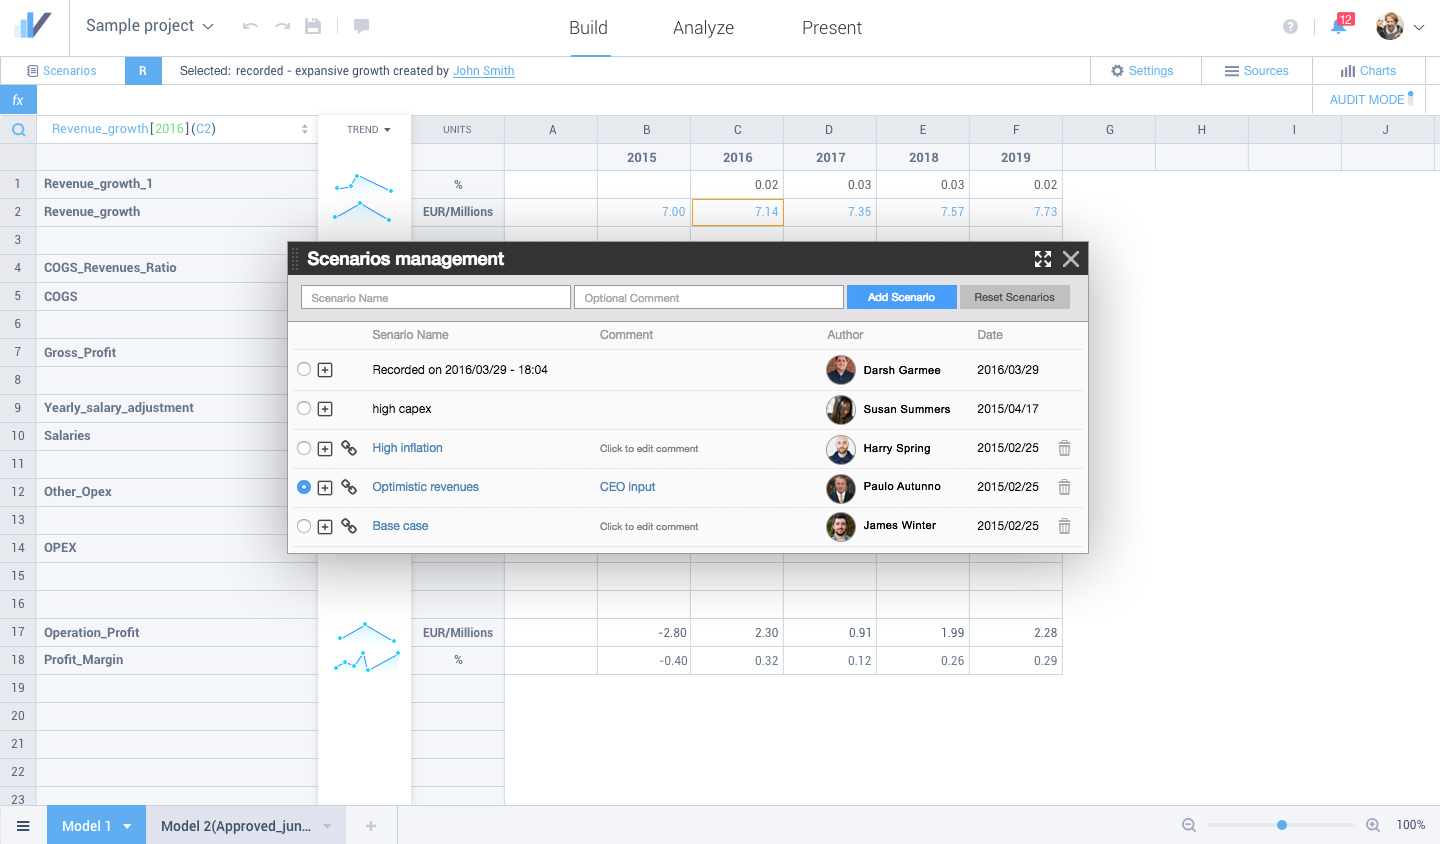 Sample project
Build Analyze Present
12
Scenarios R Selected: recorded - expansive growth created by John Smith Settings Sources Charts
fx AUDIT MODE
Revenue_growth[2016](C2) TREND UNITS A B C D E F G H I J
2015 2016 2017 2018 2019
1 Revenue_growth_1 % 0.02 0.03 0.03 0.02
2 Revenue_growth EUR/Millions 7.00 7.14 7.35 7.57 7.73
3
4 COGS_Revenues_Ratio
5 COGS
6
7 Gross_Profit
8
9 Yearly_salary_adjustment
10 Salaries
11
12 Other_Opex
13
14 OPEX
15
16
17 Operation_Profit EUR/Millions -2.80 2.30 0.91 1.99 2.28
18 Profit_Margin % -0.40 0.32 0.12 0.26 0.29
19
20
21
22
23
Scenarios management
Scenario Name Optional Comment Add Scenario Reset Scenarios
Senario Name Comment Author Date
Recorded on 2016/03/29 - 18:04 Darsh Garmee 2016/03/29
high capex Susan Summers 2015/04/17
High inflation Click to edit comment Harry Spring 2015/02/25
Optimistic revenues CEO input Paulo Autunno 2015/02/25
Base case Click to edit comment James Winter 2015/02/25
Model 1 Model 2(Approved_jun... + 100%